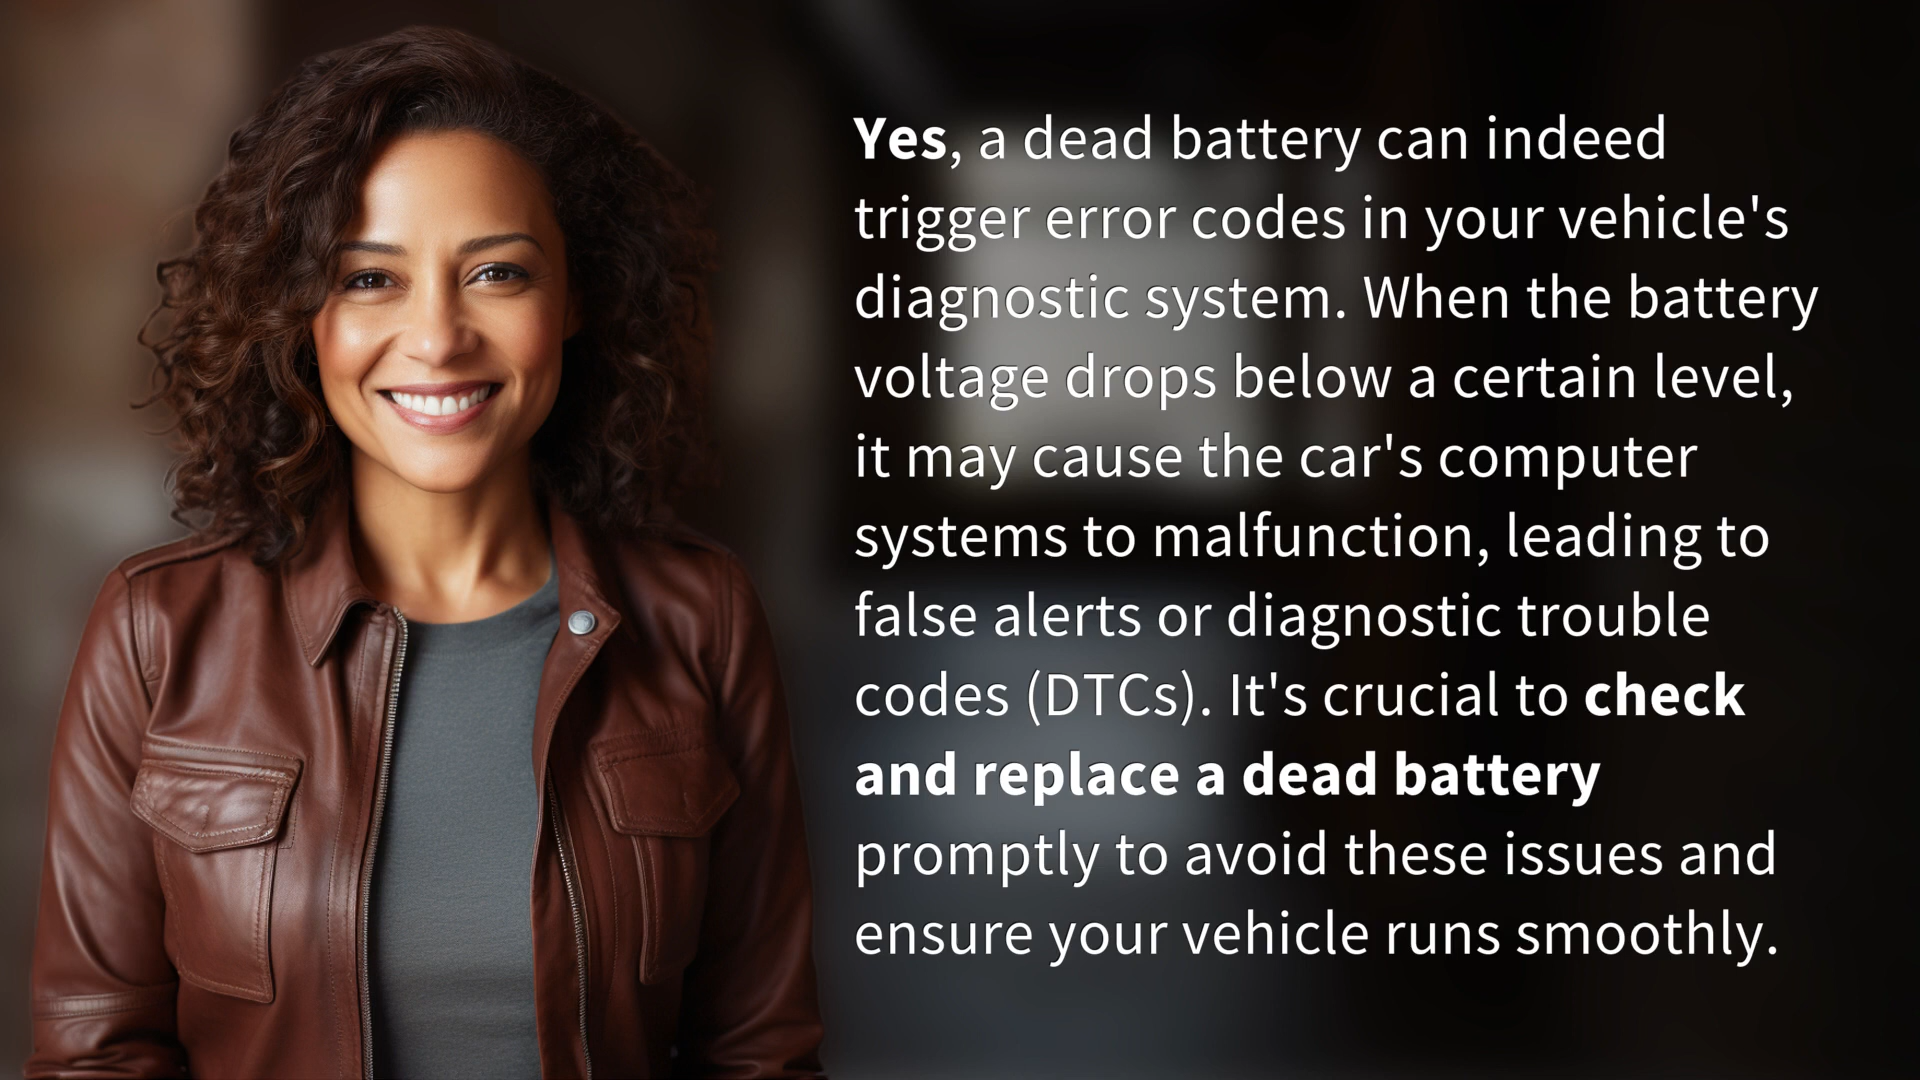 Yes, a dead battery can indeed
trigger error codes in your vehicle's
diagnostic system. When the battery
voltage drops below a certain level,
it may cause the car's computer
systems to malfunction, leading to
false alerts or diagnostic trouble
codes (DTCs). It's crucial to check
and replace a dead battery
promptly to avoid these issues and
ensure your vehicle runs smoothly.